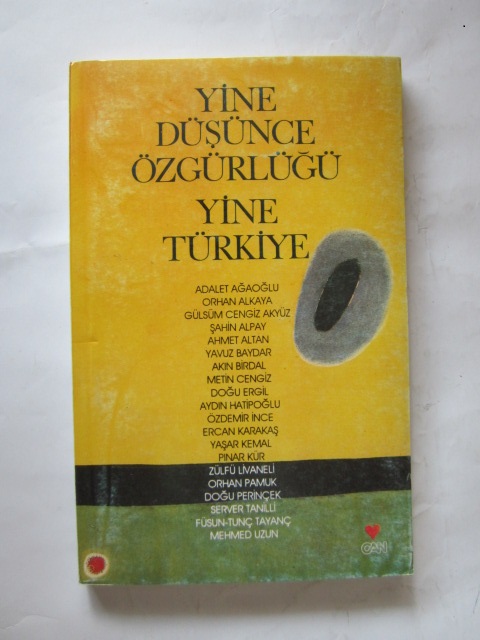 YİNE
DÜŞÜNCE
ÖZGÜRLÜĞÜ
YİNE
TÜRKİYE
ADALET AĞAOĞLU
ORHAN ALKAYA
GÜLSÜM CENGİZ AKYÜZ
ŞAHİN ALPAY
AHMET ALTAN
YAVUZ BAYDAR
AKIN BİRDAL
METİN CENGİZ
DOĞU ERGİL
AYDIN HATİPOĞLU
ÖZDEMİR İNCE
ERCAN KARAKAŞ
YAŞAR KEMAL
PINAR KÜR
ZÜLFÜ LİVANELİ
ORHAN PAMUK
DOĞU PERİNÇEK
SERVER TANİLLİ
FÜSUN-TUNÇ TAYANÇ
MEHMED UZUN
CAN